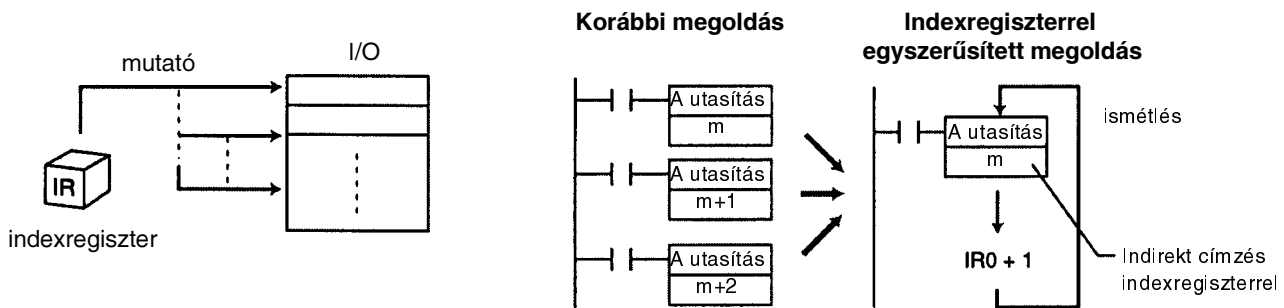 mutató
I/O
IR
indexregiszter
Korábbi megoldás
A utasítás
m
A utasítás
m+1
A utasítás
m+2
Indexregiszterrel
egyszerűsített megoldás
A utasítás
m
ismétlés
IR0 + 1
Indirekt címzés
indexregiszterrel